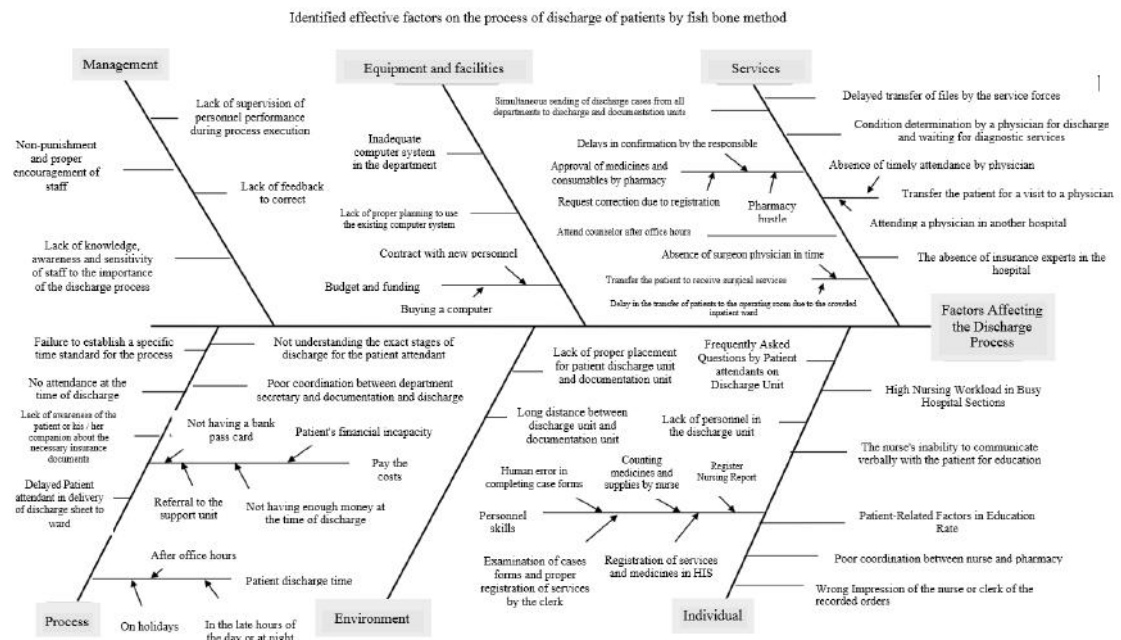 Identified effective factors on the process of discharge of patients by fish bone method
Management
Equipment and facilities
Services
Lack of supervision of
personnel performance
during process execution
Non-punishment
and proper
encouragement of
staff
Lack of feedback
to correct
Lack of knowledge,
awareness and sensitivity
of staff to the importance
of the discharge process
Inadequate
computer system
in the department
Lack of proper planning to use
the existing computer system
Contract with new personnel
Budget and funding
Buying a computer
Simultaneous sending of discharge cases from all
departments to discharge and documentation units
Delays in confirmation by the responsible
Approval of medicines and
consumables by pharmacy
Request correction due to registration
Pharmacy
hustle
Attend counselor after office hours
Absence of surgeon physician in time
Transfer the patient to receive surgical services
Delay in the transfer of patients to the operating room due to the crowded
inpatient ward
Delayed transfer of files by the service forces
Condition determination by a physician for discharge
and waiting for diagnostic services
Absence of timely attendance by physician
Transfer the patient for a visit to a physician
Attending a physician in another hospital
The absence of insurance experts in the
hospital
Factors Affecting
the Discharge
Process
Failure to establish a specific
time standard for the process
No attendance at the
time of discharge
Lack of awareness of the
patient or his / her
companion about the
necessary insurance
documents
Delayed Patient
attendant in delivery
of discharge sheet to
ward
Not understanding the exact stages of
discharge for the patient attendant
Poor coordination between department
secretary and documentation and discharge
Not having a bank
pass card
Patient's financial incapacity
Pay the
costs
Referral to the
support unit
Not having enough money at
the time of discharge
After office hours
Patient discharge time
On holidays
In the late hours of
the day or at night
Process
Lack of proper placement
for patient discharge unit
and documentation unit
Long distance between
discharge unit and
documentation unit
Environment
Frequently Asked
Questions by Patient
attendants on
Discharge Unit
Lack of personnel in
the discharge unit
Human error in
completing case forms
Counting
medicines and
supplies by nurse
Register
Nursing Report
Personnel
skills
Examination of cases
forms and proper
registration of services
by the clerk
Registration of services
and medicines in HIS
High Nursing Workload in Busy
Hospital Sections
The nurse's inability to communicate
verbally with the patient for education
Patient-Related Factors in Education
Rate
Poor coordination between nurse and pharmacy
Wrong Impression of the nurse or clerk of the
recorded orders
Individual